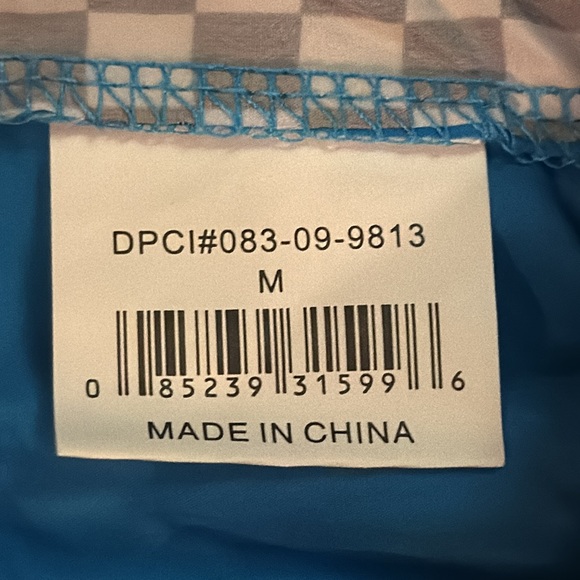 DPCI#083-09-9813
M
0 85239 31599 6
MADE IN CHINA